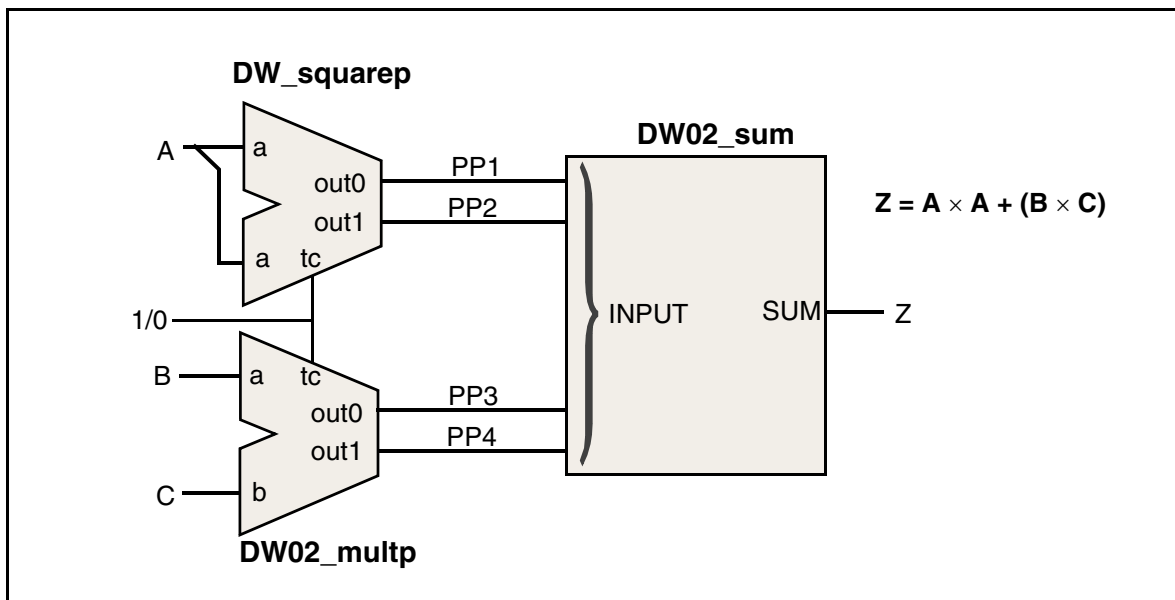 DW_squarep
A
a
out0
out1
a
tc
PP1
PP2
DW02_sum
INPUT
SUM
Z
Z = A × A + (B × C)
1/0
B
a
tc
out0
out1
PP3
PP4
C
b
DW02_multp